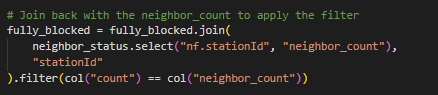 # Join back with the neighbor_count to apply the filter
fully_blocked = fully_blocked.join(
    neighbor_status.select("nf.stationId", "neighbor_count"),
    "stationId"
).filter(col("count") == col("neighbor_count"))